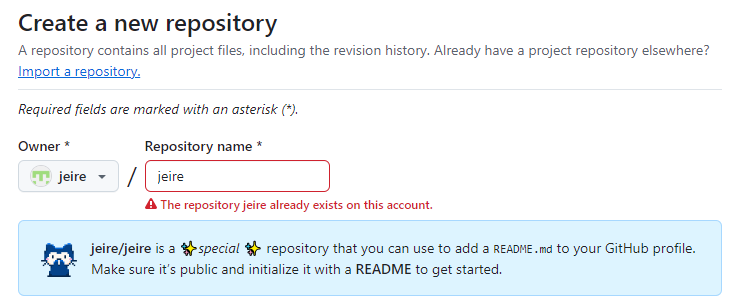 Create a new repository
A repository contains all project files, including the revision history. Already have a project repository elsewhere?
Import a repository.
Required fields are marked with an asterisk (*).
Owner * Repository name *
jeire / jeire
The repository jeire already exists on this account.
jeire/jeire is a ✨special✨ repository that you can use to add a README.md to your GitHub profile.
Make sure it's public and initialize it with a README to get started.